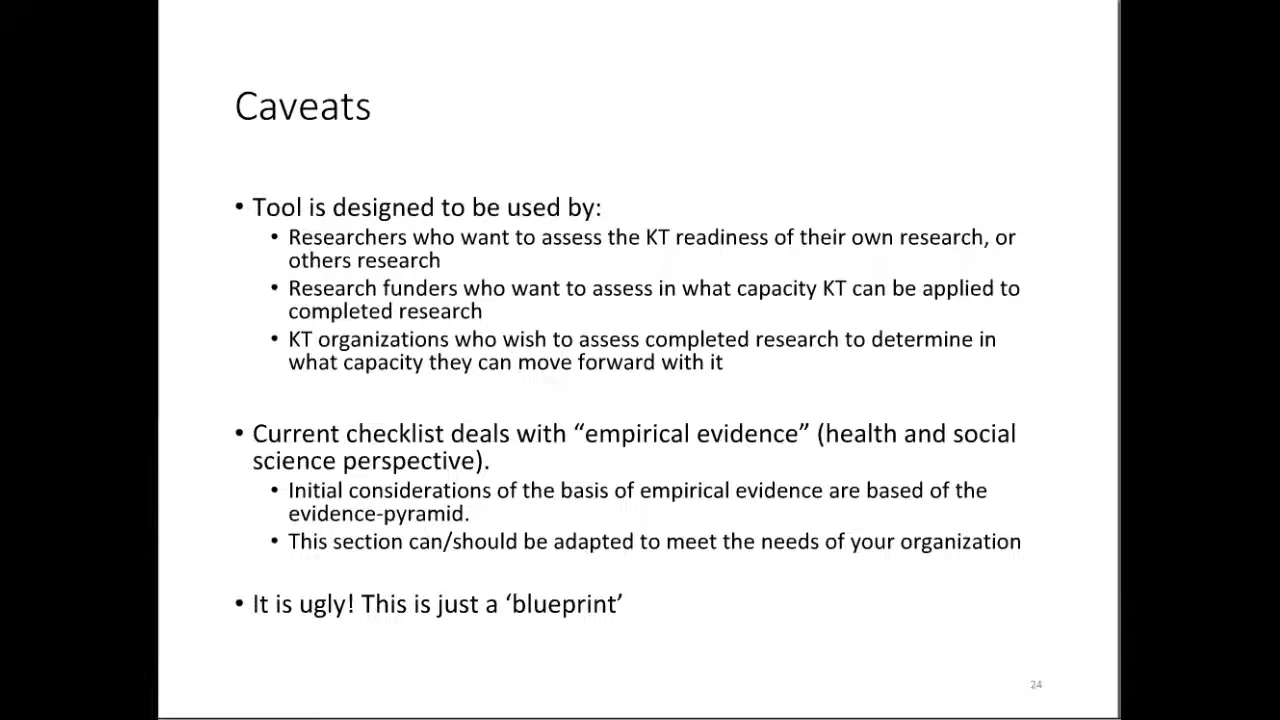 Caveats
• Tool is designed to be used by:
• Researchers who want to assess the KT readiness of their own research, or
others research
• Research funders who want to assess in what capacity KT can be applied to
completed research
• KT organizations who wish to assess completed research to determine in
what capacity they can move forward with it
• Current checklist deals with “empirical evidence” (health and social
science perspective).
• Initial considerations of the basis of empirical evidence are based of the
evidence-pyramid.
• This section can/should be adapted to meet the needs of your organization
• It is ugly! This is just a ‘blueprint’
24